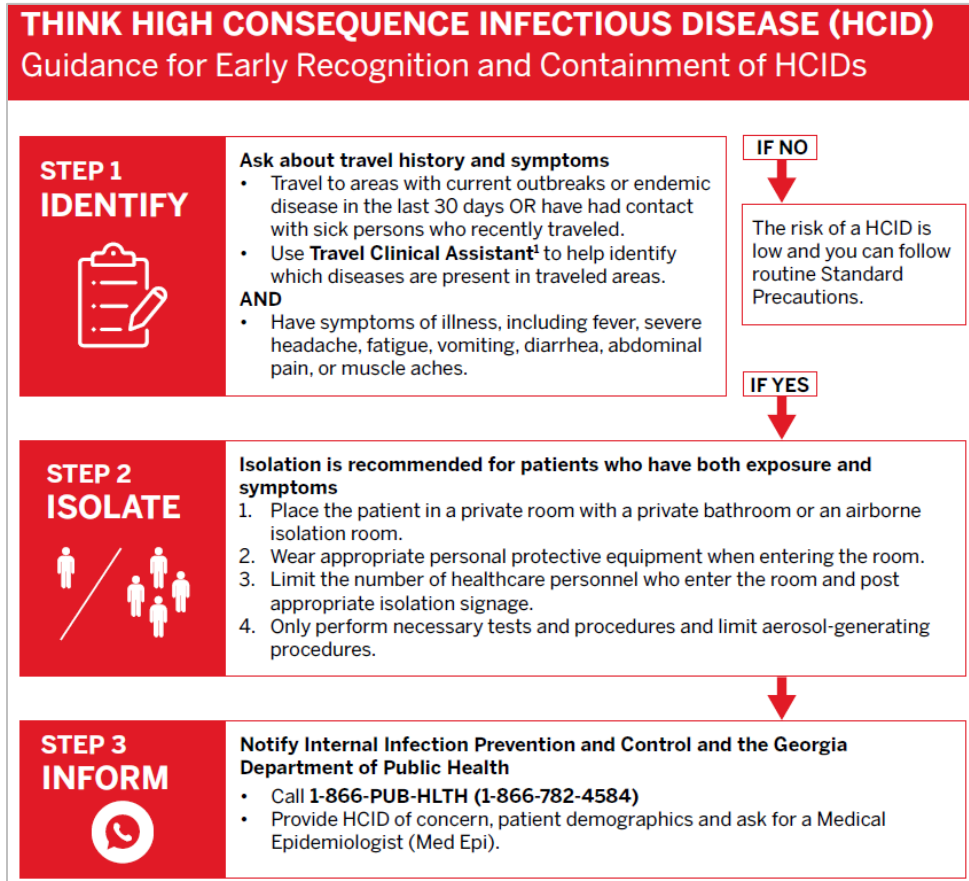 THINK HIGH CONSEQUENCE INFECTIOUS DISEASE (HCID)
Guidance for Early Recognition and Containment of HCIDs
STEP 1
IDENTIFY
Ask about travel history and symptoms
• Travel to areas with current outbreaks or endemic
disease in the last 30 days OR have had contact
with sick persons who recently traveled.
• Use Travel Clinical Assistant¹ to help identify
which diseases are present in traveled areas.
AND
• Have symptoms of illness, including fever, severe
headache, fatigue, vomiting, diarrhea, abdominal
pain, or muscle aches.
IF NO
The risk of a HCID is
low and you can follow
routine Standard
Precautions.
IF YES
STEP 2
ISOLATE
Isolation is recommended for patients who have both exposure and
symptoms
1. Place the patient in a private room with a private bathroom or an airborne
isolation room.
2. Wear appropriate personal protective equipment when entering the room.
3. Limit the number of healthcare personnel who enter the room and post
appropriate isolation signage.
4. Only perform necessary tests and procedures and limit aerosol-generating
procedures.
STEP 3
INFORM
Notify Internal Infection Prevention and Control and the Georgia
Department of Public Health
• Call 1-866-PUB-HLTH (1-866-782-4584)
• Provide HCID of concern, patient demographics and ask for a Medical
Epidemiologist (Med Epi).